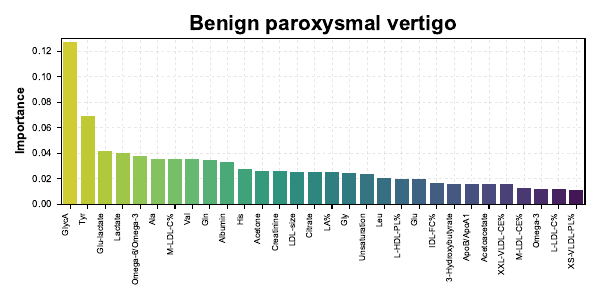 Benign paroxysmal vertigo
Importance
0.12
0.10
0.08
0.06
0.04
0.02
0.00
GlycA
Tyr
Glu-lactate
Lactate
Omega-6/Omega-3
Ala
M-LDL-C%
Val
Gln
Albumin
His
Acetone
Creatinine
LDL-size
Citrate
LA%
Gly
Unsaturation
Leu
L-HDL-PL%
Glu
IDL-FC%
3-Hydroxybutyrate
ApoB/ApoA1
Acetoacetate
XXL-VLDL-CE%
M-LDL-CE%
Omega-3
L-LDL-C%
XS-VLDL-PL%